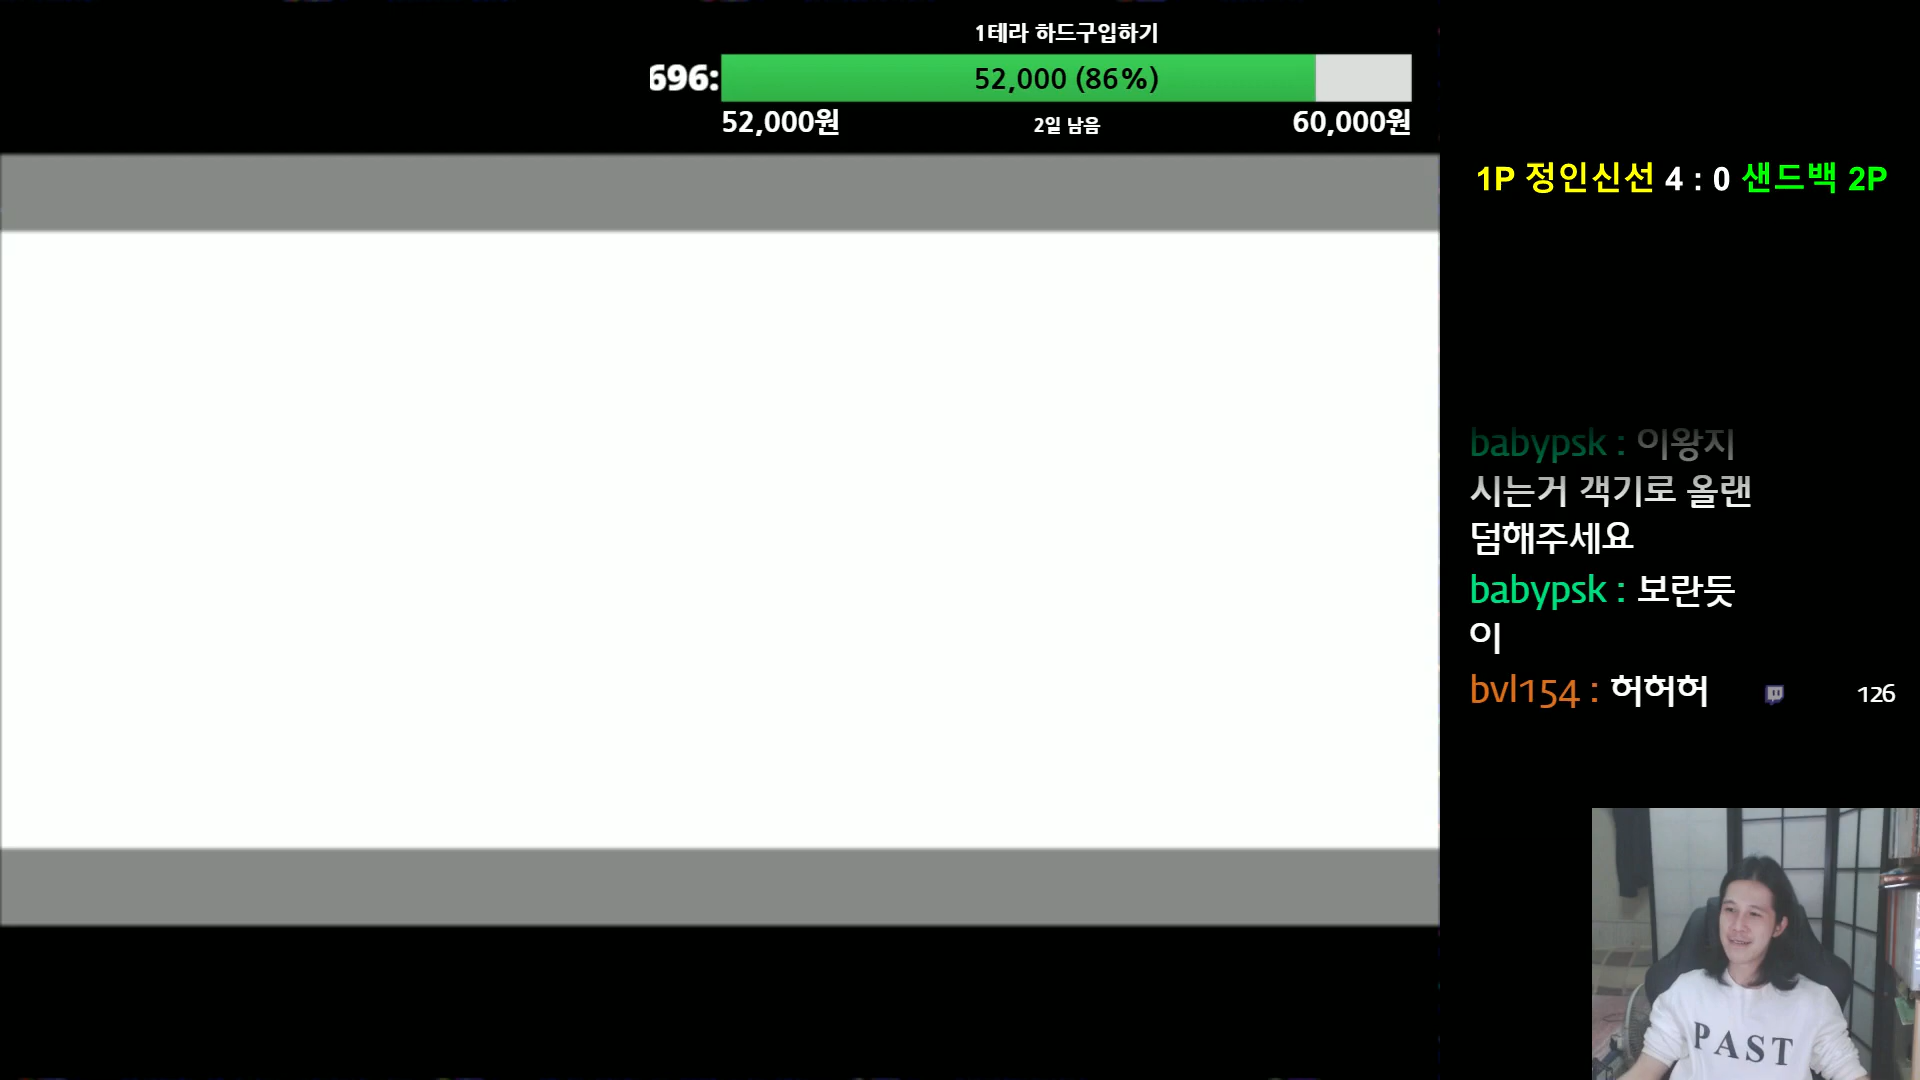 1테라 하드구입하기
696:
52,000 (86%)
52,000원 2일 남음 60,000원
1P 정인신선 4 : 0 샌드백 2P
babypsk : 이왕지
시는거 객기로 올랜
덤해주세요
babypsk : 보란듯
이
bvl154 : 허허허
126
PAST